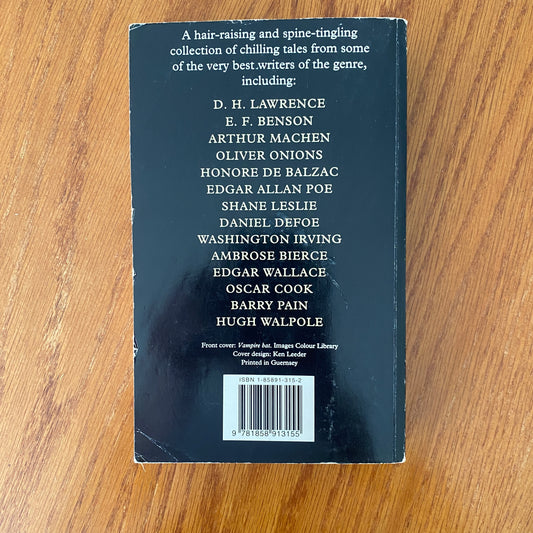 A hair-raising and spine-tingling
collection of chilling tales from some
of the very best writers of the genre,
including:
D. H. LAWRENCE
E. F. BENSON
ARTHUR MACHEN
OLIVER ONIONS
HONORE DE BALZAC
EDGAR ALLAN POE
SHANE LESLIE
DANIEL DEFOE
WASHINGTON IRVING
AMBROSE BIERCE
EDGAR WALLACE
OSCAR COOK
BARRY PAIN
HUGH WALPOLE
Front cover: Vampire bat. Images Colour Library
Cover design: Ken Leeder
Printed in Guernsey
ISBN 1-85891-315-2
9 781858 913155